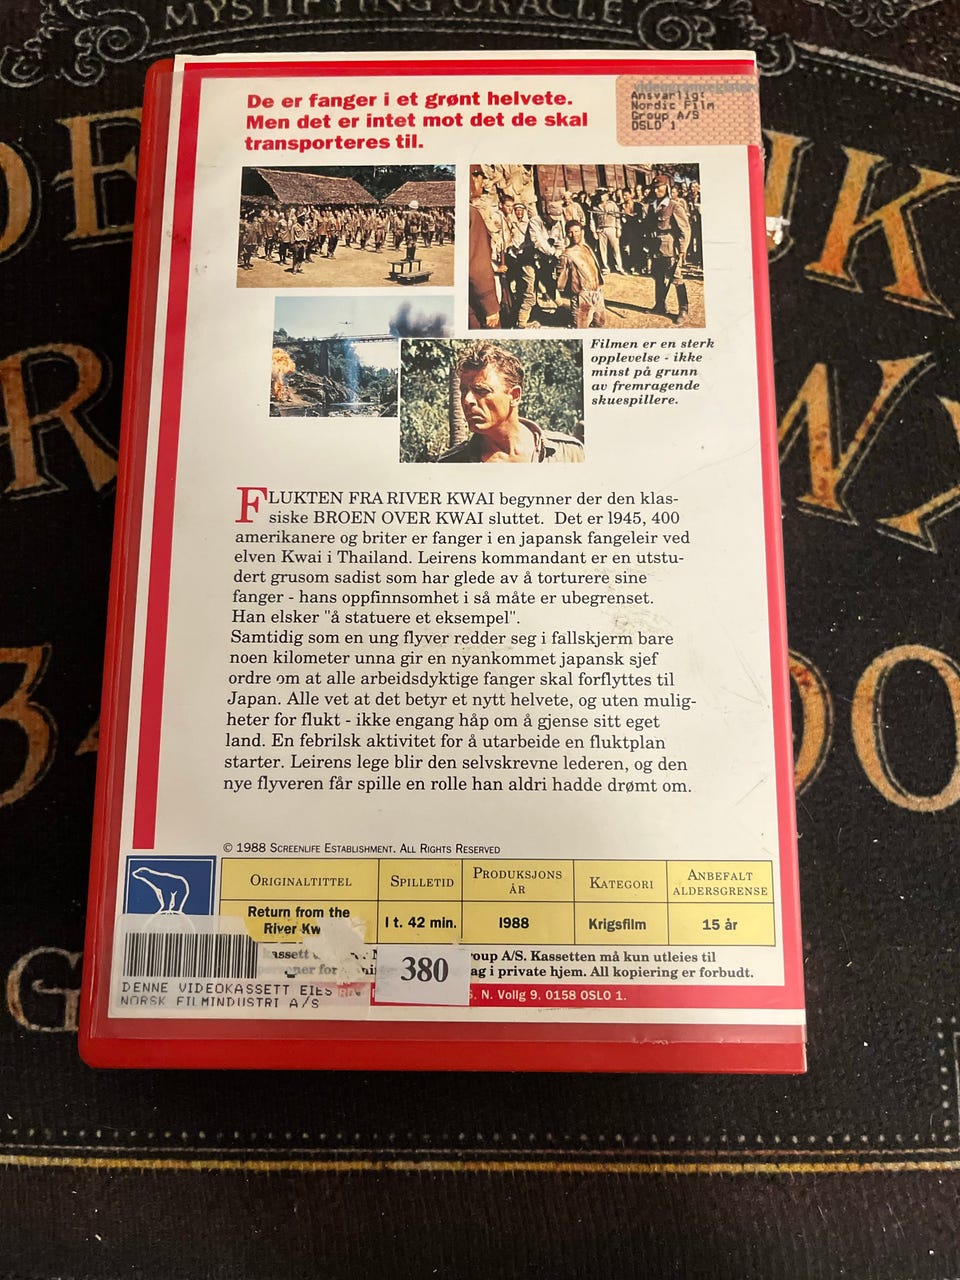 MYSTIFYING ORACLE
De er fanger i et grønt helvete.
Men det er intet mot det de skal
transporteres til.
Ansvarlig:
Nordic Film
Group A/S
OSLO 1
Filmen er en sterk
opplevelse - ikke
minst på grunn
av fremragende
skuespillere.
FLUKTEN FRA RIVER KWAI begynner der den klas-
siske BROEN OVER KWAI sluttet. Det er 1945, 400
amerikanere og briter er fanger i en japansk fangeleir ved
elven Kwai i Thailand. Leirens kommandant er en utstu-
dert grusom sadist som har glede av å torturere sine
fanger - hans oppfinnsomhet i så måte er ubegrenset.
Han elsker "å statuere et eksempel".
Samtidig som en ung flyver redder seg i fallskjerm bare
noen kilometer unna gir en nyankommet japansk sjef
ordre om at alle arbeidsdyktige fanger skal forflyttes til
Japan. Alle vet at det betyr et nytt helvete, og uten mulig-
heter for flukt - ikke engang håp om å gjense sitt eget
land. En febrilsk aktivitet for å utarbeide en fluktplan
starter. Leirens lege blir den selvskrevne lederen, og den
nye flyveren får spille en rolle han aldri hadde drømt om.
© 1988 SCREENLIFE ESTABLISHMENT. ALL RIGHTS RESERVED
ORIGINALTITTEL SPILLETID PRODUKSJONS ÅR KATEGORI ANBEFALT ALDERSGRENSE
Return from the River Kw 1 t. 42 min. 1988 Krigsfilm 15 år
kassett oup A/S. Kassetten må kun utleies til
for ag i private hjem. All kopiering er forbudt.
380
DENNE VIDEOKASSETT EIES
NORSK FILMINDUSTRI A/S
S. N. Vollg 9. 0158 OSLO 1.